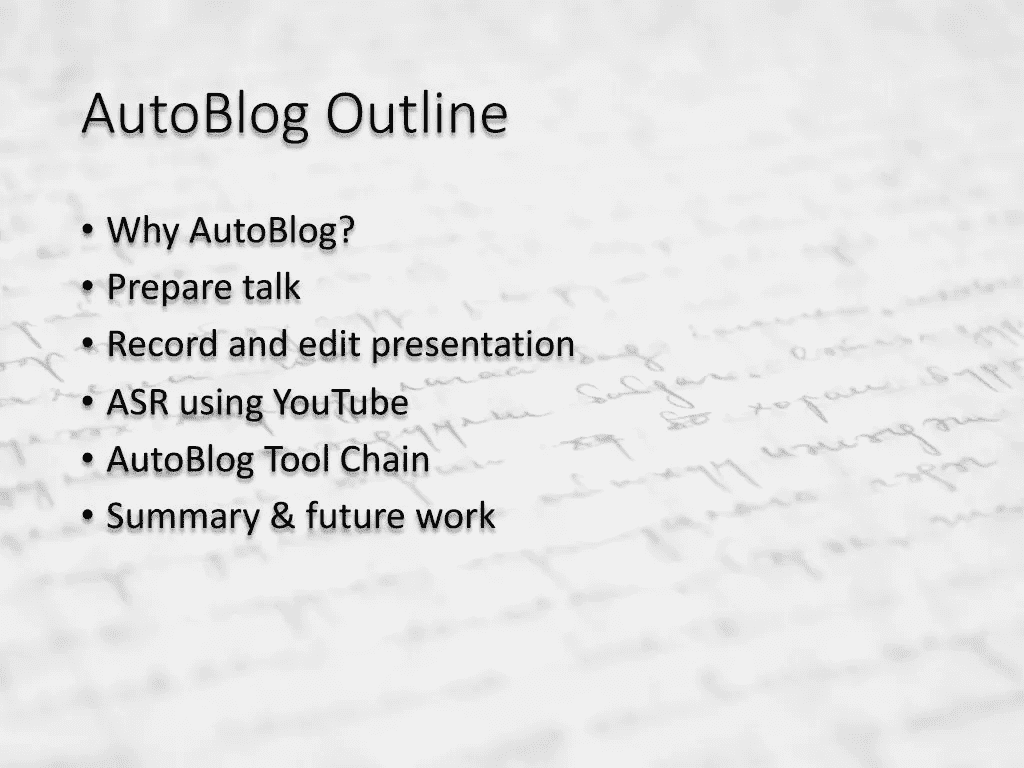 AutoBlog Outline
• Why AutoBlog?
• Prepare talk
• Record and edit presentation
• ASR using YouTube
• AutoBlog Tool Chain
• Summary & future work